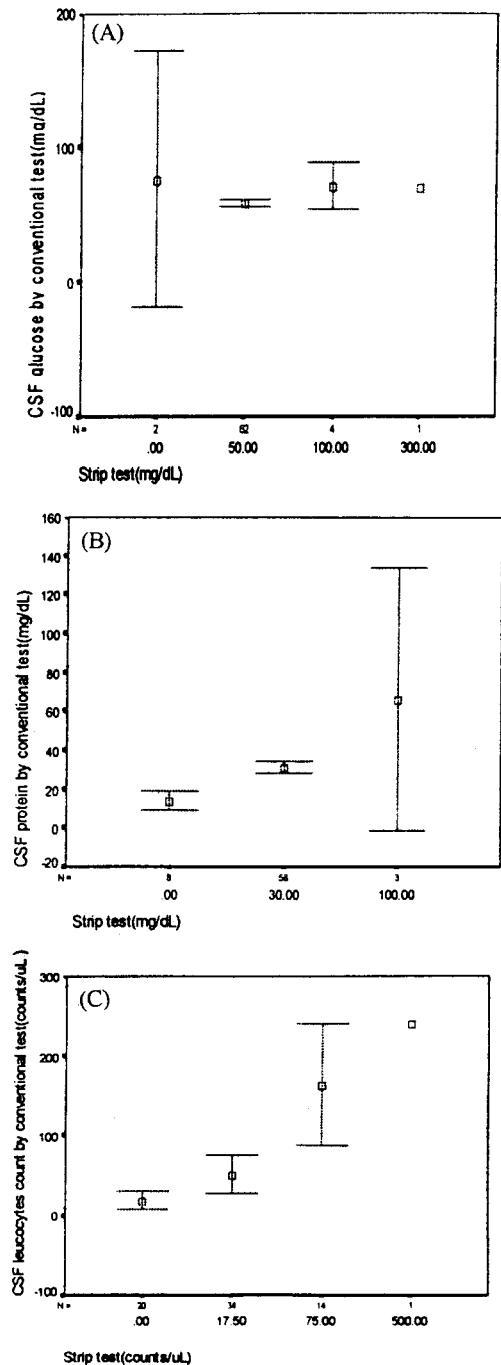 (A)
200
100
0
-100
CSF glucose by conventional test(mg/dL)
N = 2 62 4 1
.00 50.00 100.00 300.00
Strip test(mg/dL)
(B)
160
140
120
100
80
60
40
20
0
-20
CSF protein by conventional test(mg/dL)
N = 8 56 3
.00 30.00 100.00
Strip test(mg/dL)
(C)
300
200
100
0
-100
CSF leucocytes count by conventional test(counts/uL)
N = 20 34 14 1
.00 17.50 75.00 500.00
Strip test(counts/uL)